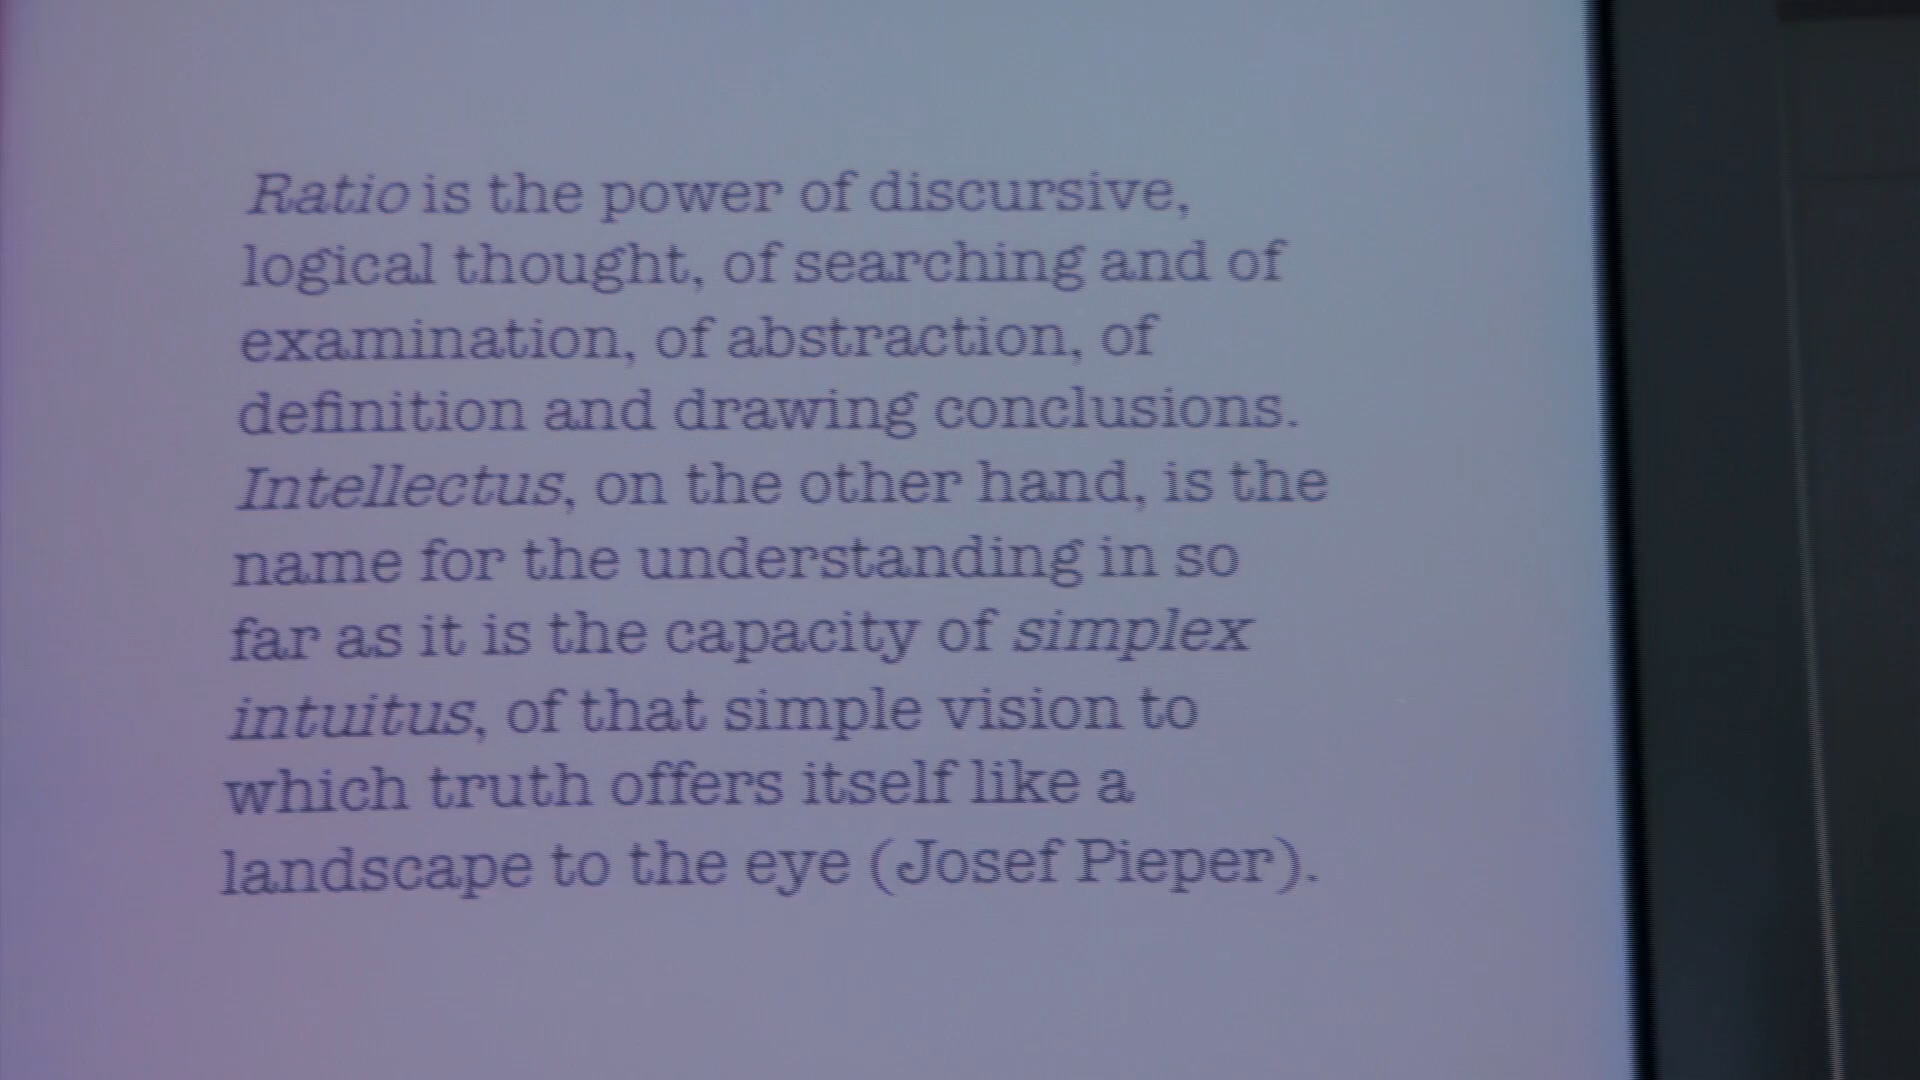 Ratio is the power of discursive,
logical thought, of searching and of
examination, of abstraction, of
definition and drawing conclusions.
Intellectus, on the other hand, is the
name for the understanding in so
far as it is the capacity of simplex
intuitus, of that simple vision to
which truth offers itself like a
landscape to the eye (Josef Pieper).